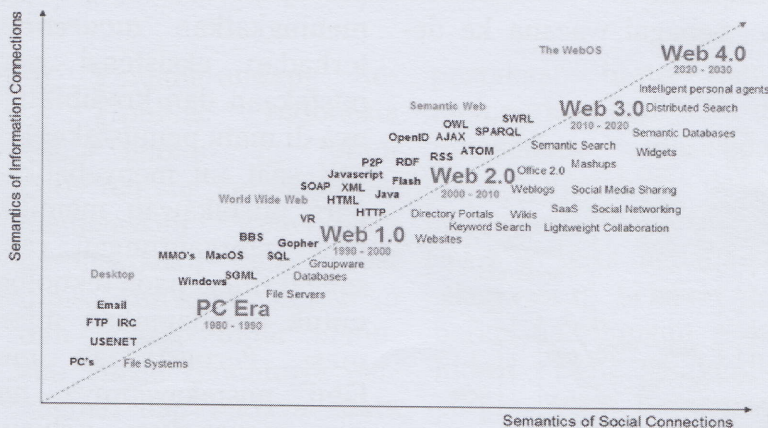 Semantics of Information Connections
The WebOS
Web 4.0
2020 - 2030
Intelligent personal agents
Semantic Web
Web 3.0
2010 - 2020
Distributed Search
SWRL
OWL
OpenID AJAX SPARQL
Semantic Databases
Semantic Search
Widgets
ATOM
RSS
P2P RDF
Mashups
Javascript
Flash
Web 2.0
2000 - 2010
Office 2.0
SOAP XML
Java
Weblogs
Social Media Sharing
World Wide Web
HTML
HTTP
VR
Directory Portals
Wikis
SaaS
Social Networking
Keyword Search
Lightweight Collaboration
Web 1.0
1990 - 2000
Websites
BBS
Gopher
MMO's MacOS SQL
Groupware
Desktop
Windows SGML
Databases
File Servers
Email
PC Era
1980 - 1990
FTP IRC
USENET
PC's
File Systems
Semantics of Social Connections